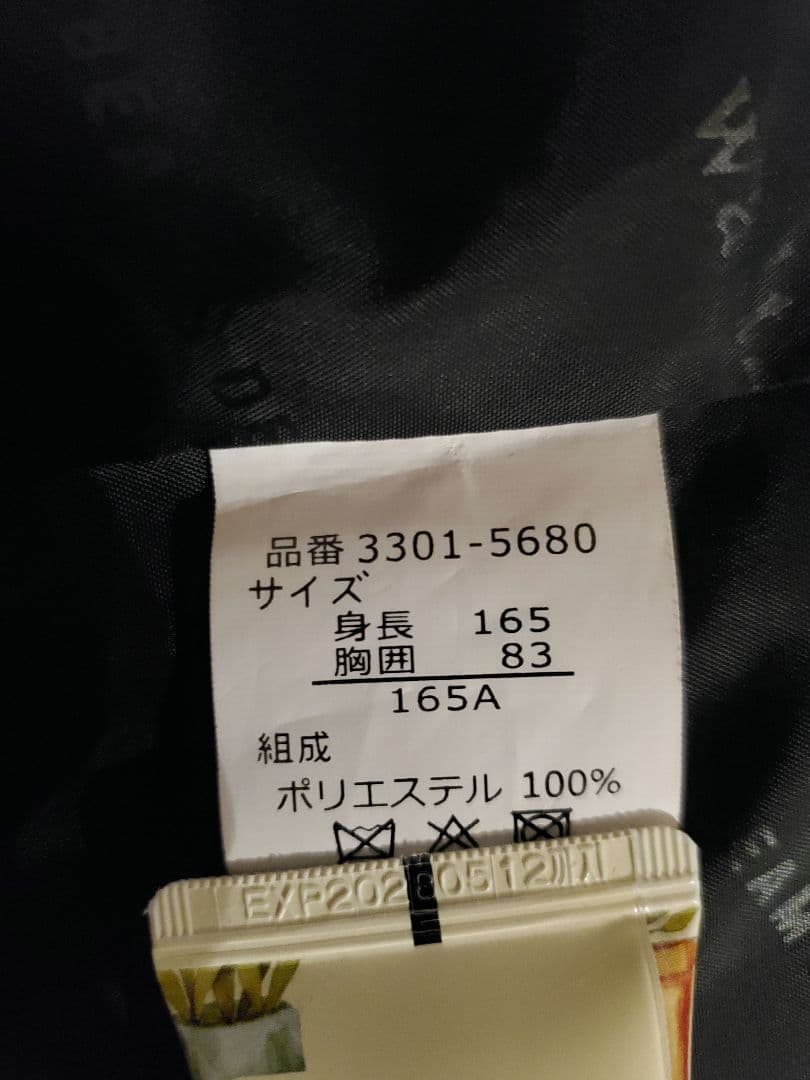 品番 3301-5680
サイズ
身長 165
胸囲 83
165A
組成
ポリエステル 100%